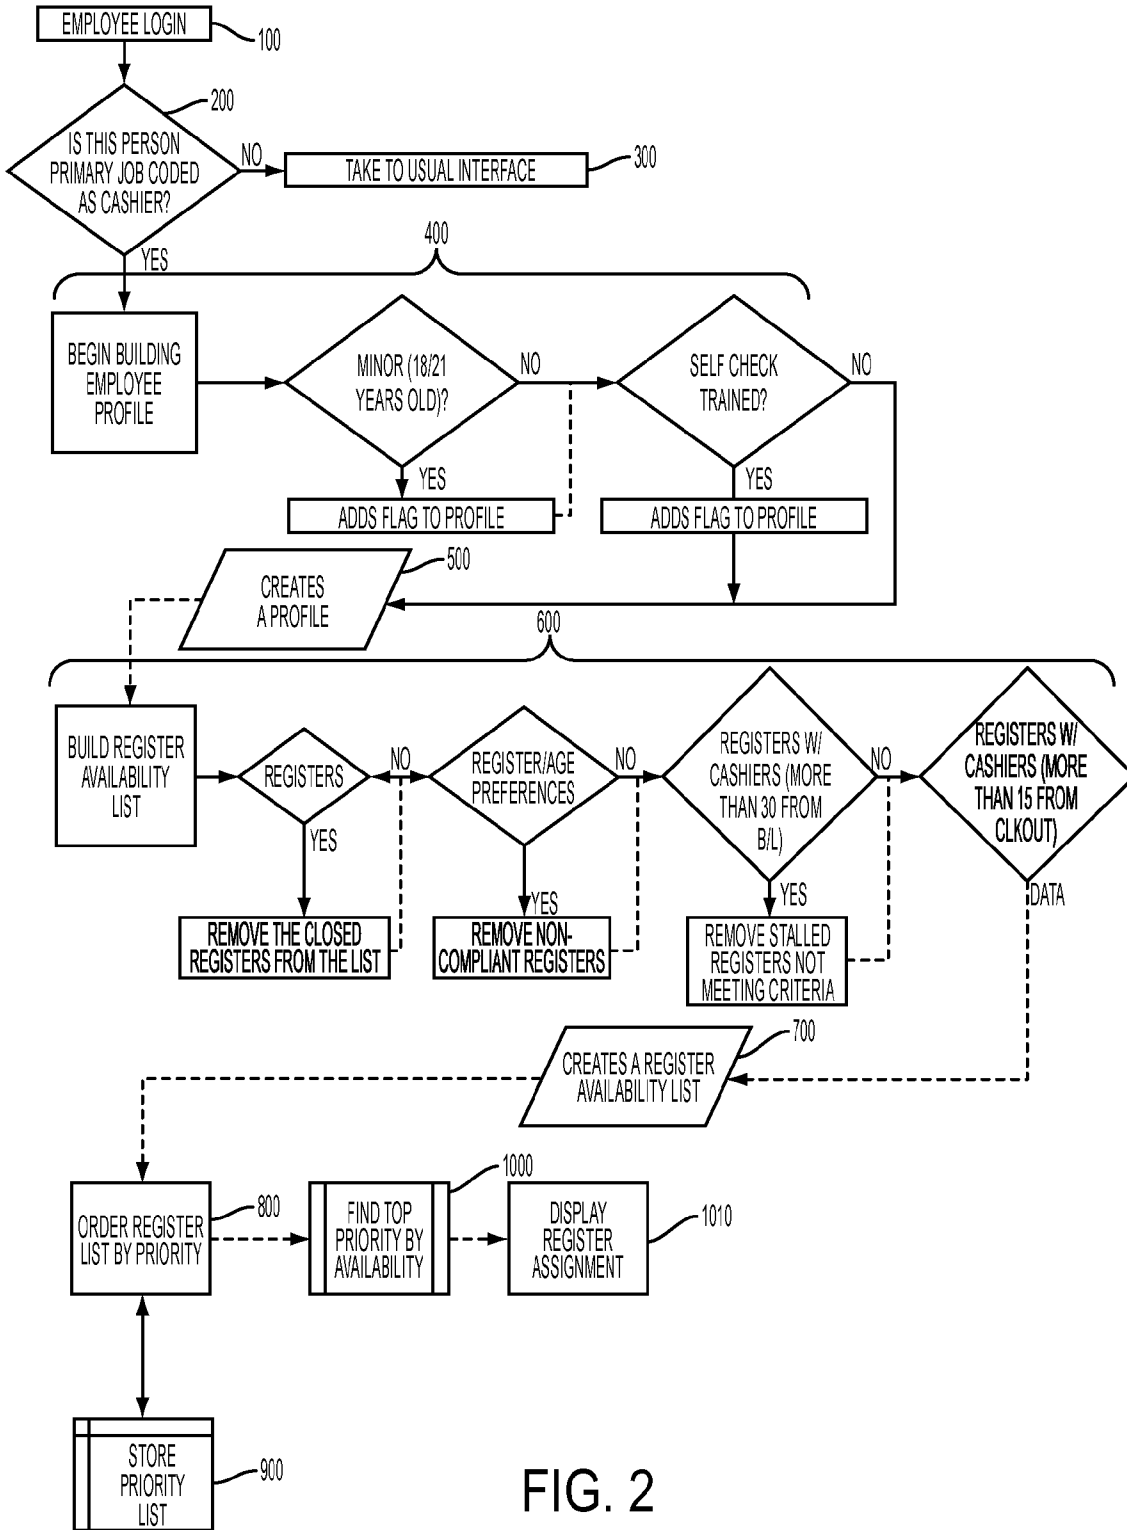 EMPLOYEE LOGIN
100
200
IS THIS PERSON
PRIMARY JOB CODED
AS CASHIER?
NO
TAKE TO USUAL INTERFACE
300
YES
400
BEGIN BUILDING
EMPLOYEE
PROFILE
MINOR (18/21
YEARS OLD)?
NO
SELF CHECK
TRAINED?
NO
YES
YES
ADDS FLAG TO PROFILE
ADDS FLAG TO PROFILE
CREATES
A PROFILE
500
600
BUILD REGISTER
AVAILABILITY
LIST
REGISTERS
NO
REGISTER/AGE
PREFERENCES
NO
REGISTERS W/
CASHIERS (MORE
THAN 30 FROM
B/L)
NO
REGISTERS W/
CASHIERS (MORE
THAN 15 FROM
CLKOUT)
YES
YES
YES
DATA
REMOVE THE CLOSED
REGISTERS FROM THE LIST
REMOVE NON-
COMPLIANT REGISTERS
REMOVE STALLED
REGISTERS NOT
MEETING CRITERIA
CREATES A REGISTER
AVAILABILITY LIST
700
ORDER REGISTER
LIST BY PRIORITY
800
FIND TOP
PRIORITY BY
AVAILABILITY
1000
DISPLAY
REGISTER
ASSIGNMENT
1010
STORE
PRIORITY
LIST
900
FIG. 2